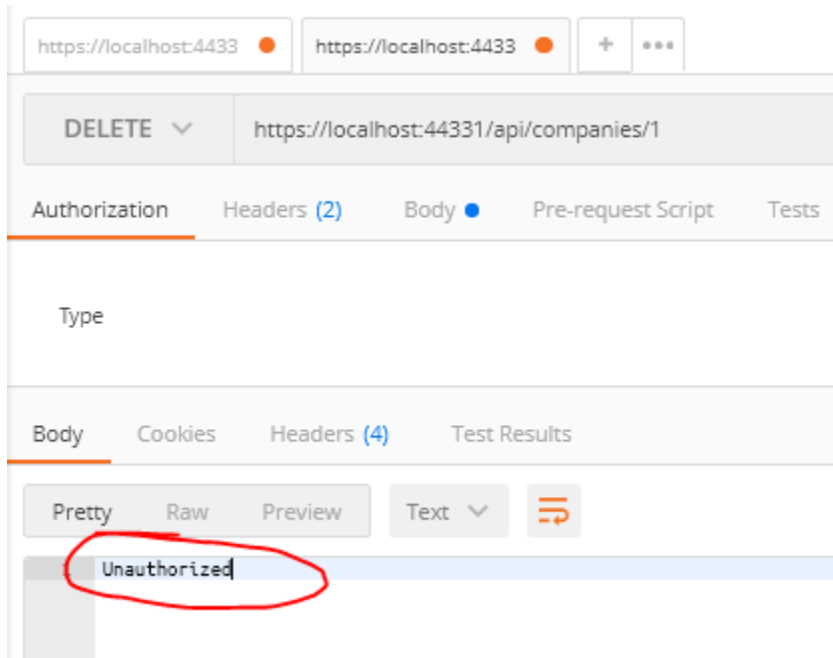 https://localhost:4433 https://localhost:4433 + •••
DELETE https://localhost:44331/api/companies/1
Authorization Headers (2) Body Pre-request Script Tests
Type
Body Cookies Headers (4) Test Results
Pretty Raw Preview Text
Unauthorized